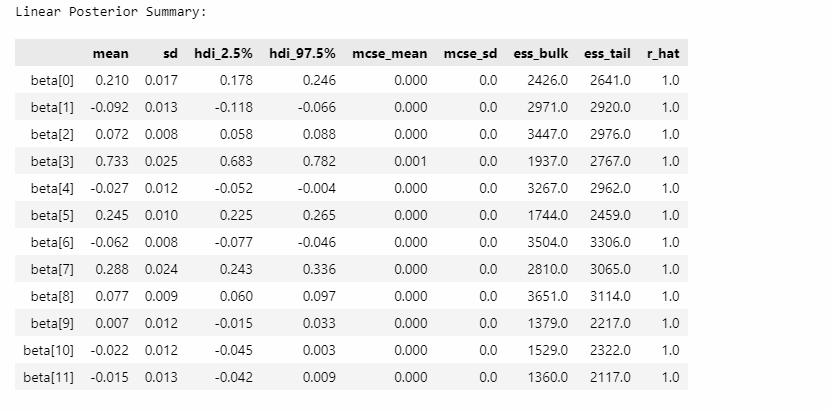 Linear Posterior Summary:
mean sd hdi_2.5% hdi_97.5% mcse_mean mcse_sd ess_bulk ess_tail r_hat
beta[0] 0.210 0.017 0.178 0.246 0.000 0.0 2426.0 2641.0 1.0
beta[1] -0.092 0.013 -0.118 -0.066 0.000 0.0 2971.0 2920.0 1.0
beta[2] 0.072 0.008 0.058 0.088 0.000 0.0 3447.0 2976.0 1.0
beta[3] 0.733 0.025 0.683 0.782 0.001 0.0 1937.0 2767.0 1.0
beta[4] -0.027 0.012 -0.052 -0.004 0.000 0.0 3267.0 2962.0 1.0
beta[5] 0.245 0.010 0.225 0.265 0.000 0.0 1744.0 2459.0 1.0
beta[6] -0.062 0.008 -0.077 -0.046 0.000 0.0 3504.0 3306.0 1.0
beta[7] 0.288 0.024 0.243 0.336 0.000 0.0 2810.0 3065.0 1.0
beta[8] 0.077 0.009 0.060 0.097 0.000 0.0 3651.0 3114.0 1.0
beta[9] 0.007 0.012 -0.015 0.033 0.000 0.0 1379.0 2217.0 1.0
beta[10] -0.022 0.012 -0.045 0.003 0.000 0.0 1529.0 2322.0 1.0
beta[11] -0.015 0.013 -0.042 0.009 0.000 0.0 1360.0 2117.0 1.0